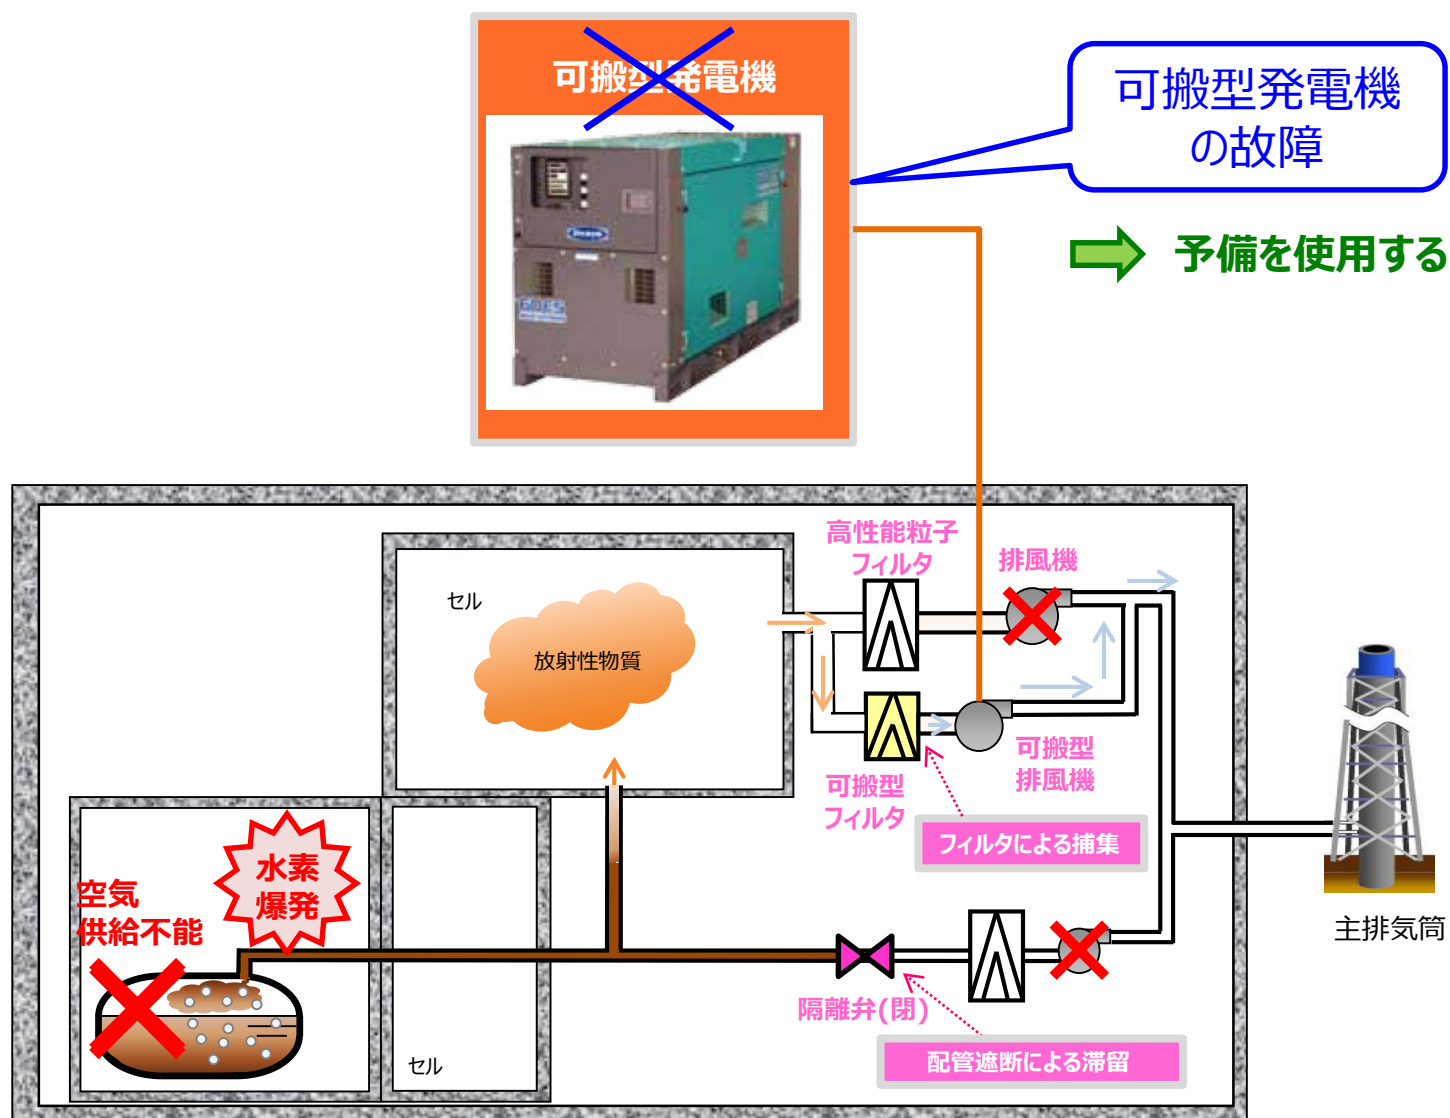 可搬型発電機
可搬型発電機
の故障
予備を使用する
60ES
高性能粒子
フィルタ
排風機
セル
放射性物質
可搬型
フィルタ
可搬型
排風機
フィルタによる捕集
水素
爆発
空気
供給不能
主排気筒
隔離弁(閉)
配管遮断による滞留
セル